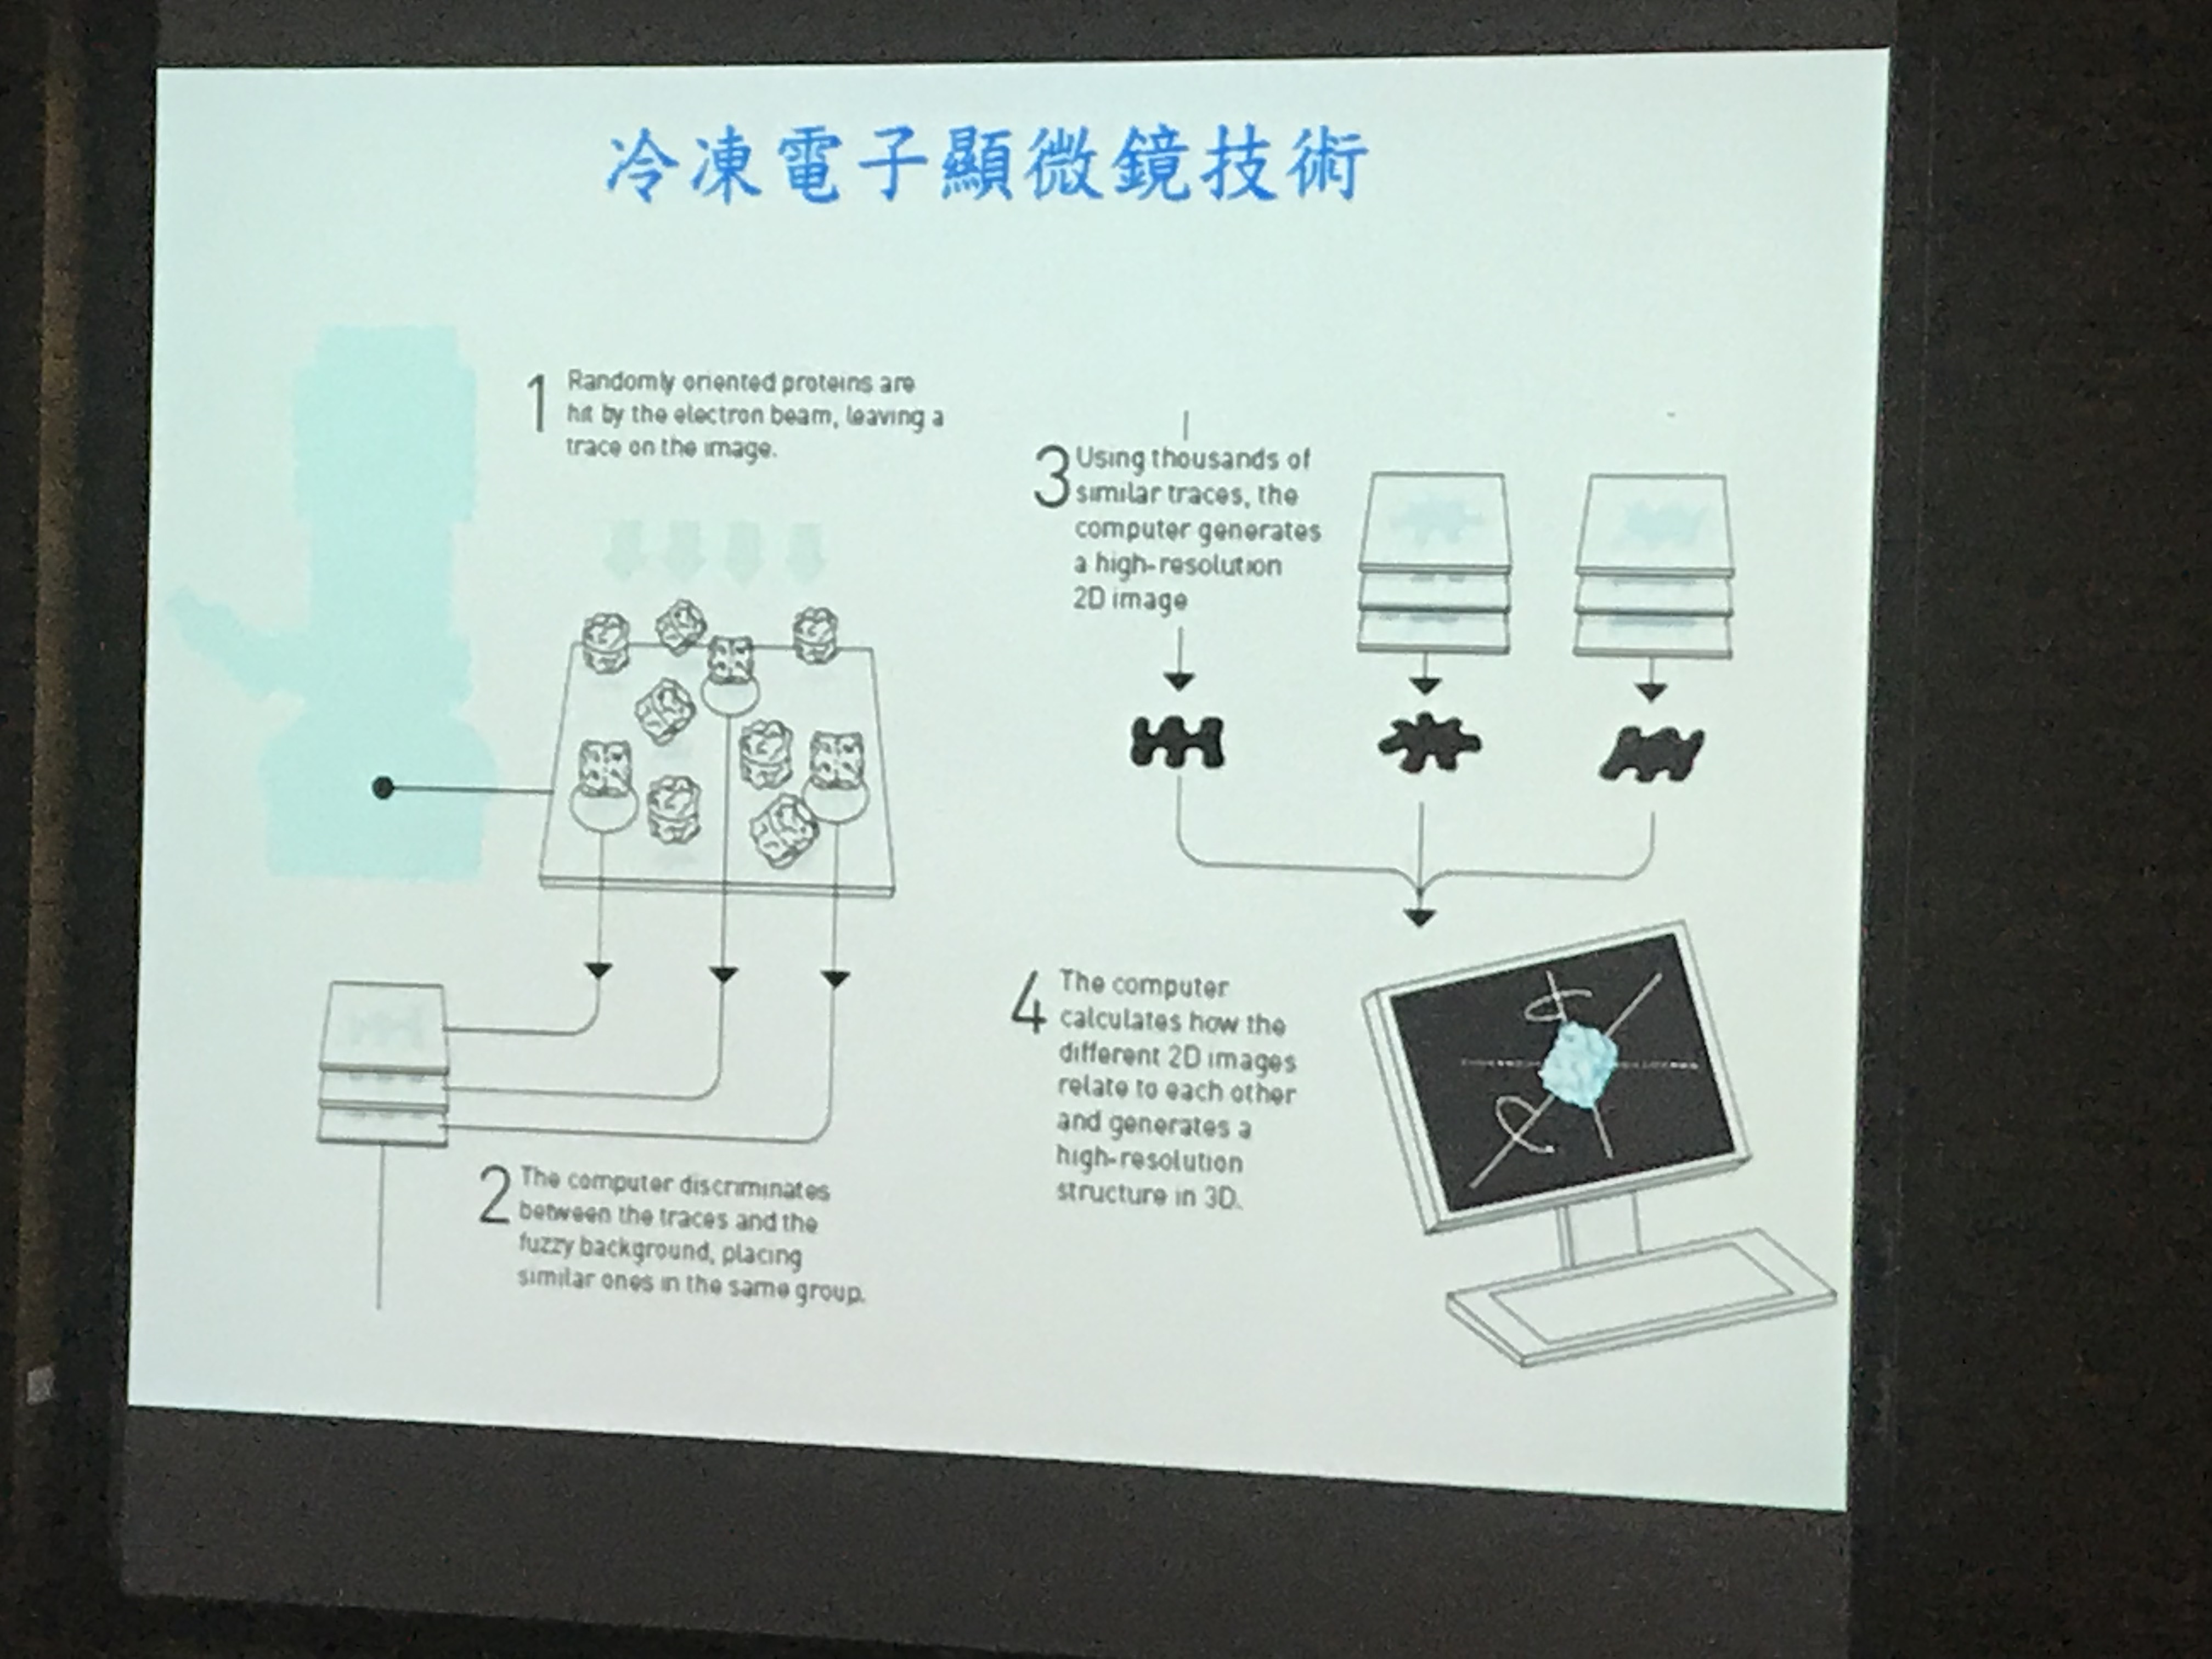 冷凍電子顯微鏡技術
1 Randomly oriented proteins are
hit by the electron beam, leaving a
trace on the image.
2 The computer discriminates
between the traces and the
fuzzy background, placing
similar ones in the same group.
3 Using thousands of
similar traces, the
computer generates
a high-resolution
2D image
4 The computer
calculates how the
different 2D images
relate to each other
and generates a
high-resolution
structure in 3D.